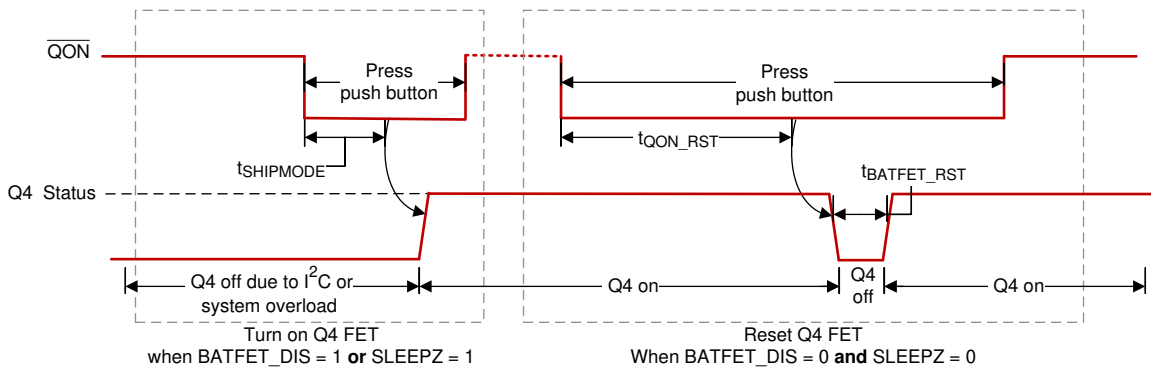 QON
Press
push button
Press
push button
tSHIPMODE
tQON_RST
tBATFET_RST
Q4 Status
Q4 off due to I²C or
system overload
Q4 on
Q4
off
Q4 on
Turn on Q4 FET
when BATFET_DIS = 1 or SLEEPZ = 1
Reset Q4 FET
When BATFET_DIS = 0 and SLEEPZ = 0